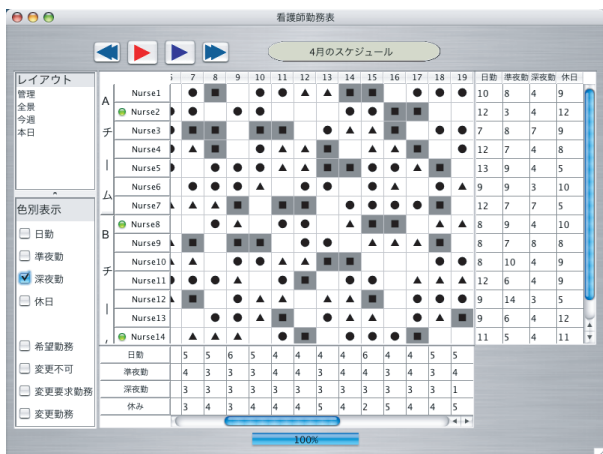 看護師勤務表
4月のスケジュール
レイアウト
管理
全景
今週
本日
色別表示
日勤
準夜勤
深夜勤
休日
希望勤務
変更不可
変更要求勤務
変更勤務
7 8 9 10 11 12 13 14 15 16 17 18 19 日勤 準夜勤 深夜勤 休日
Aチーム
Bチー
Nurse1 ● ■ ● ● ▲ ▲ ■ ■ ● ● ● 10 8 4 9
Nurse2 ● ● ● ● ● ■ ■ 12 3 4 12
Nurse3 ■ ■ ■ ■ ● ▲ ▲ ■ ● ● 7 8 7 9
Nurse4 ● ▲ ■ ● ▲ ▲ ■ ▲ ▲ ■ ● 12 7 4 8
Nurse5 ● ● ● ▲ ▲ ■ ■ ● ● ▲ ■ 13 9 4 5
Nurse6 ● ● ● ▲ ● ● ● ▲ ● ▲ 9 9 3 10
Nurse7 ▲ ▲ ■ ■ ■ ● ● ● ● ■ 12 7 7 5
Nurse8 ● ▲ ● ● ▲ ■ ■ ▲ ▲ 8 9 4 10
Nurse9 ■ ■ ■ ● ● ▲ ▲ ▲ ■ 8 7 8 8
Nurse10 ▲ ● ● ▲ ▲ ■ ■ ● ● 8 10 4 9
Nurse11 ● ● ▲ ● ■ ● ● ▲ ▲ ▲ 12 6 4 9
Nurse12 ■ ● ▲ ▲ ▲ ▲ ■ ● ● ● 9 14 3 5
Nurse13 ● ● ▲ ■ ● ▲ ▲ ● ▲ ■ 9 6 4 12
Nurse14 ▲ ▲ ▲ ● ■ ● ● ● ■ 11 5 4 11
日勤 5 5 6 5 4 4 4 4 6 4 4 5 5
準夜勤 4 3 3 3 4 4 3 4 3 4 3 3 4
深夜勤 3 3 3 3 3 3 3 3 3 3 3 3 1
休み 3 4 3 4 4 4 5 4 2 5 4 4 5
100%